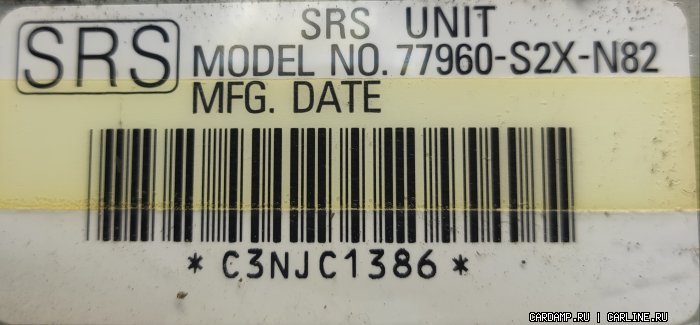 SRS
SRS UNIT
MODEL NO. 77960-S2X-N82
MFG. DATE
*C3NJC1386*
CARDAMP.RU | CARLINE.RU